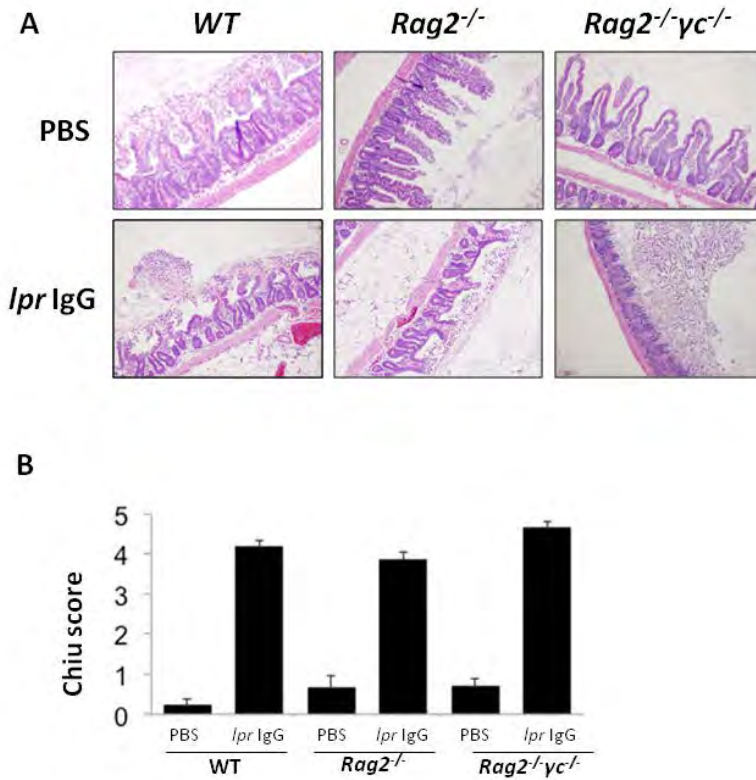 A
WT Rag2-/- Rag2-/-γc-/-
PBS
lpr IgG
B
Chiu score
5
4
3
2
1
0
PBS lpr IgG PBS lpr IgG PBS lpr IgG
WT Rag2-/- Rag2-/-γc-/-